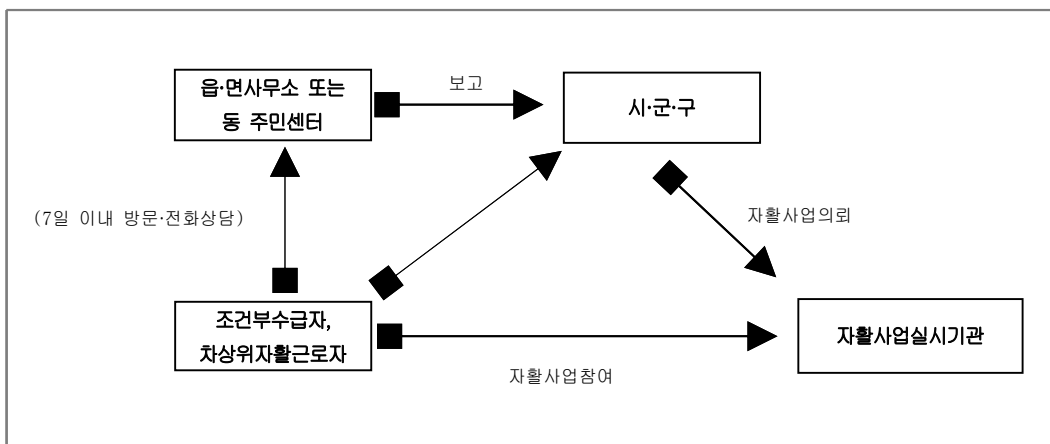 읍·면사무소 또는
동 주민센터
보고
시·군·구
(7일 이내 방문·전화상담)
자활사업의뢰
조건부수급자,
차상위자활근로자
자활사업실시기관
자활사업참여